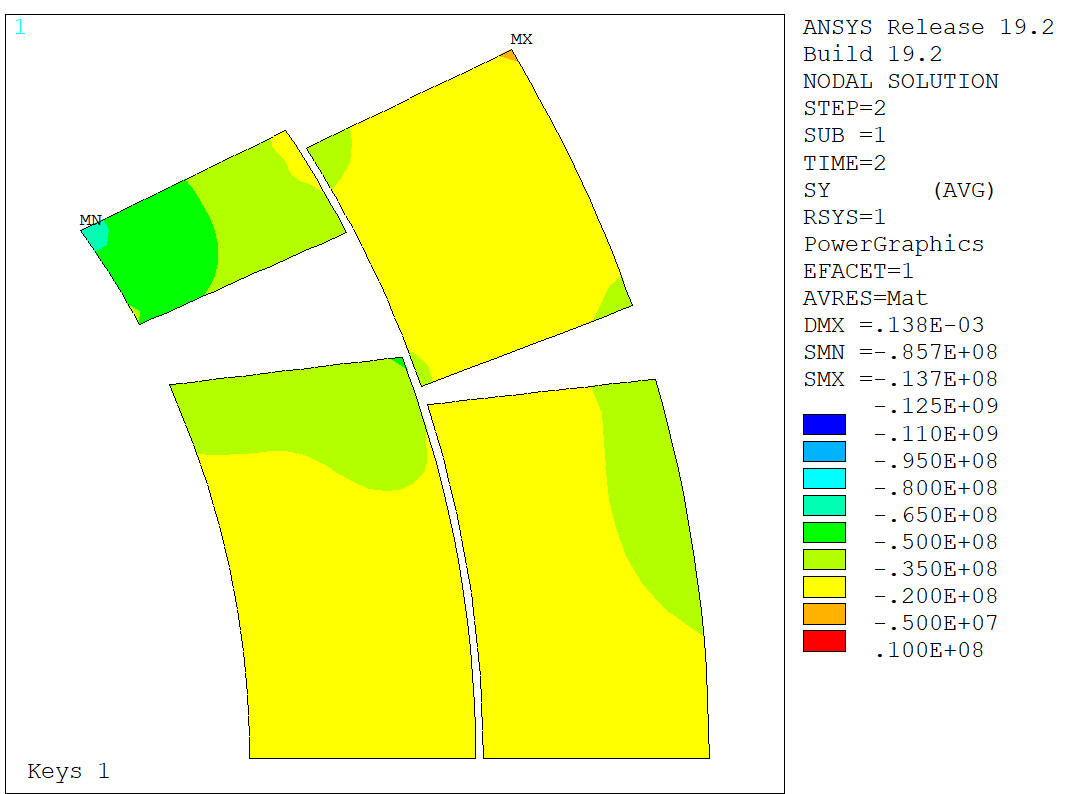 1
MX
MN
Keys 1
ANSYS Release 19.2
Build 19.2
NODAL SOLUTION
STEP=2
SUB =1
TIME=2
SY (AVG)
RSYS=1
PowerGraphics
EFACET=1
AVRES=Mat
DMX =.138E-03
SMN =-.857E+08
SMX =-.137E+08
-.125E+09
-.110E+09
-.950E+08
-.800E+08
-.650E+08
-.500E+08
-.350E+08
-.200E+08
-.500E+07
.100E+08